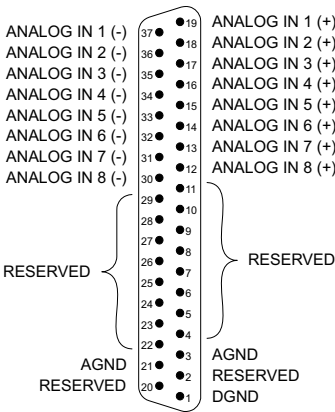 ANALOG IN 1 (-) 37 19 ANALOG IN 1 (+)
ANALOG IN 2 (-) 36 18 ANALOG IN 2 (+)
ANALOG IN 3 (-) 35 17 ANALOG IN 3 (+)
ANALOG IN 4 (-) 34 16 ANALOG IN 4 (+)
ANALOG IN 5 (-) 33 15 ANALOG IN 5 (+)
ANALOG IN 6 (-) 32 14 ANALOG IN 6 (+)
ANALOG IN 7 (-) 31 13 ANALOG IN 7 (+)
ANALOG IN 8 (-) 30 12 ANALOG IN 8 (+)
29 11
28 10
27 9
26 8
RESERVED 25 7 RESERVED
24 6
23 5
22 4
AGND 21 3 AGND
RESERVED 20 2 RESERVED
1 DGND